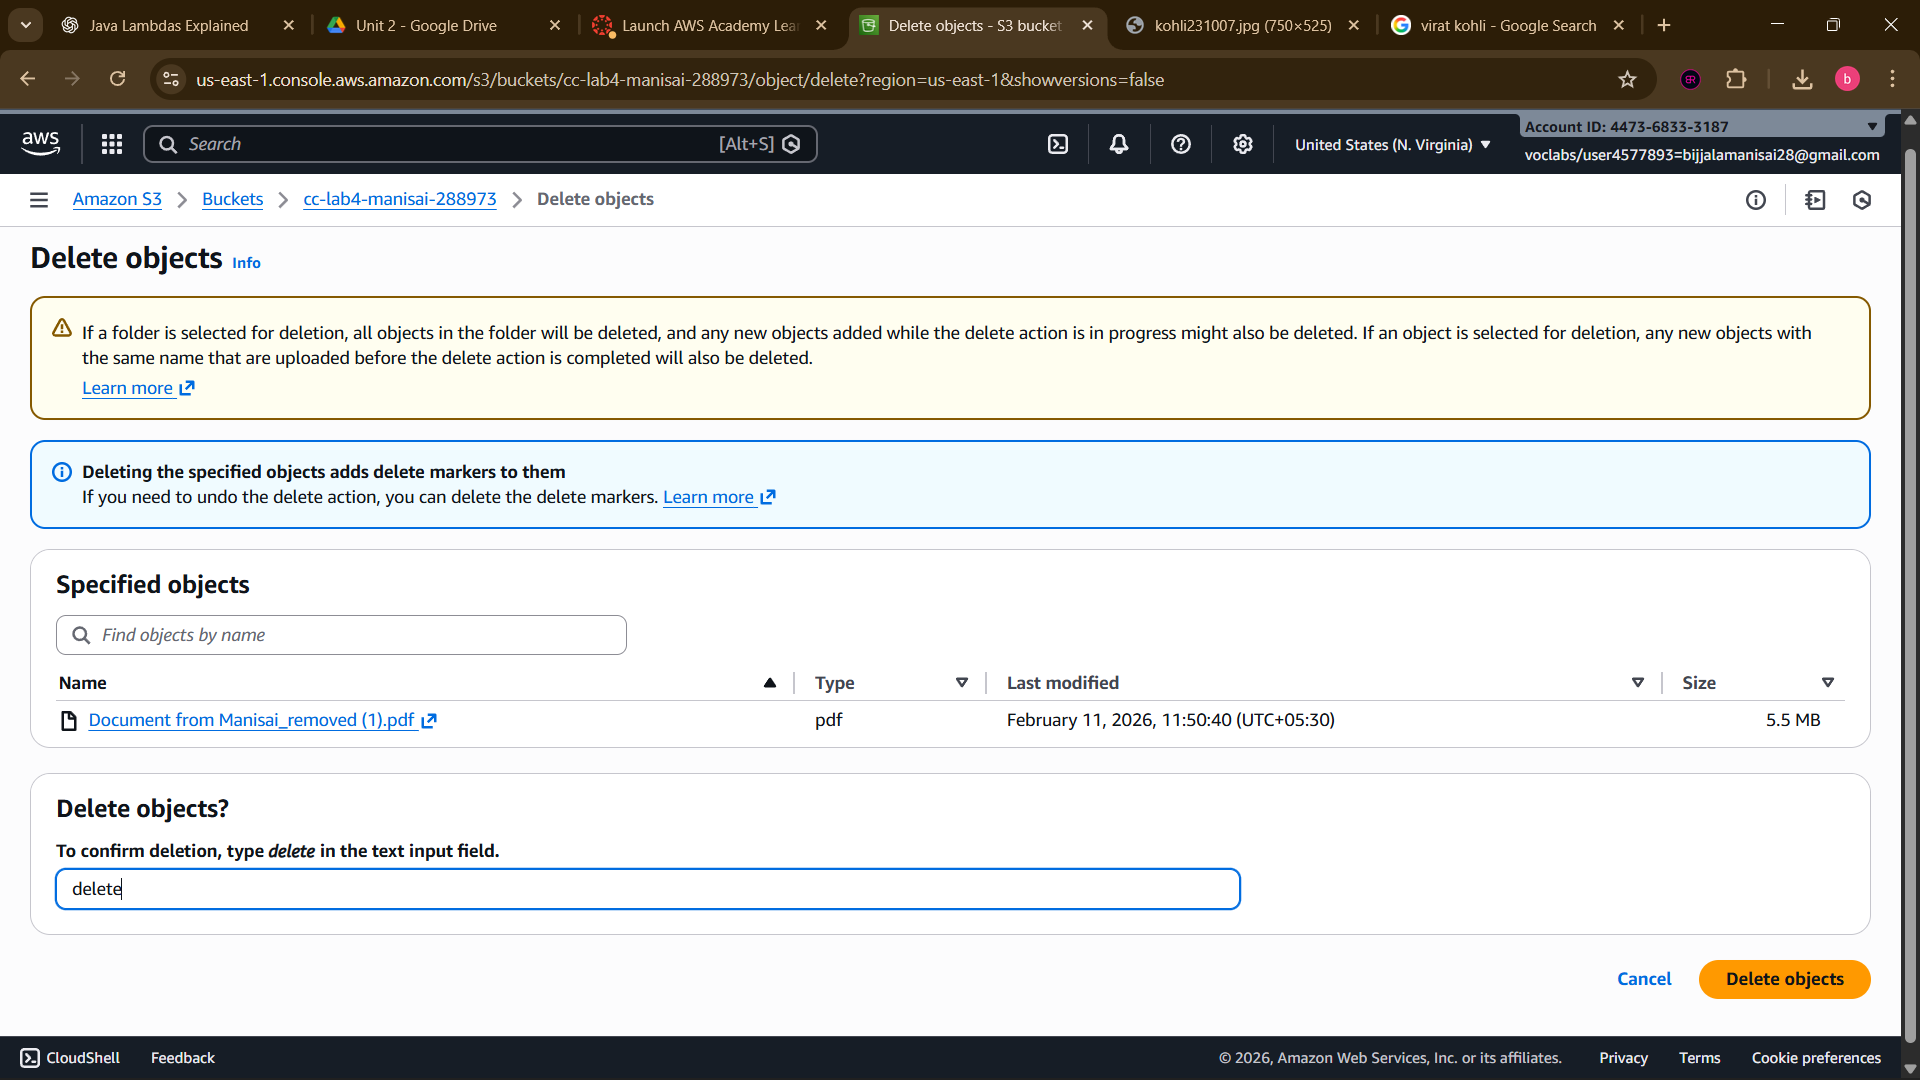 Java Lambdas Explained
Unit 2 - Google Drive
Launch AWS Academy Lea
Delete objects - S3 bucket
kohli231007.jpg (750×525)
virat kohli - Google Search
us-east-1.console.aws.amazon.com/s3/buckets/cc-lab4-manisai-288973/object/delete?region=us-east-1&showversions=false
BR
b
aws
Search
[Alt+S]
United States (N. Virginia)
Account ID: 4473-6833-3187
voclabs/user4577893=bijjalamanisai28@gmail.com
Amazon S3
Buckets
cc-lab4-manisai-288973
Delete objects
Delete objects
Info
If a folder is selected for deletion, all objects in the folder will be deleted, and any new objects added while the delete action is in progress might also be deleted. If an object is selected for deletion, any new objects with
the same name that are uploaded before the delete action is completed will also be deleted.
Learn more
Deleting the specified objects adds delete markers to them
If you need to undo the delete action, you can delete the delete markers. Learn more
Specified objects
Find objects by name
Name
Type
Last modified
Size
Document from Manisai_removed (1).pdf
pdf
February 11, 2026, 11:50:40 (UTC+05:30)
5.5 MB
Delete objects?
To confirm deletion, type delete in the text input field.
delete
Cancel
Delete objects
CloudShell
Feedback
© 2026, Amazon Web Services, Inc. or its affiliates.
Privacy
Terms
Cookie preferences